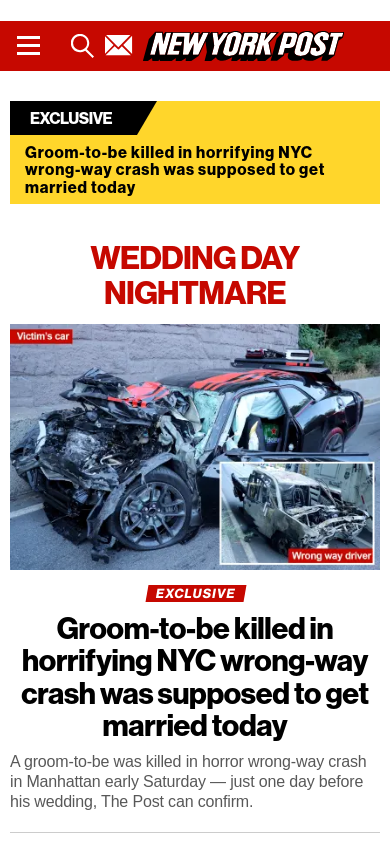 NEW YORK POST
EXCLUSIVE
Groom-to-be killed in horrifying NYC
wrong-way crash was supposed to get
married today
WEDDING DAY
NIGHTMARE
Victim's car
Wrong way driver
EXCLUSIVE
Groom-to-be killed in
horrifying NYC wrong-way
crash was supposed to get
married today
A groom-to-be was killed in horror wrong-way crash
in Manhattan early Saturday — just one day before
his wedding, The Post can confirm.